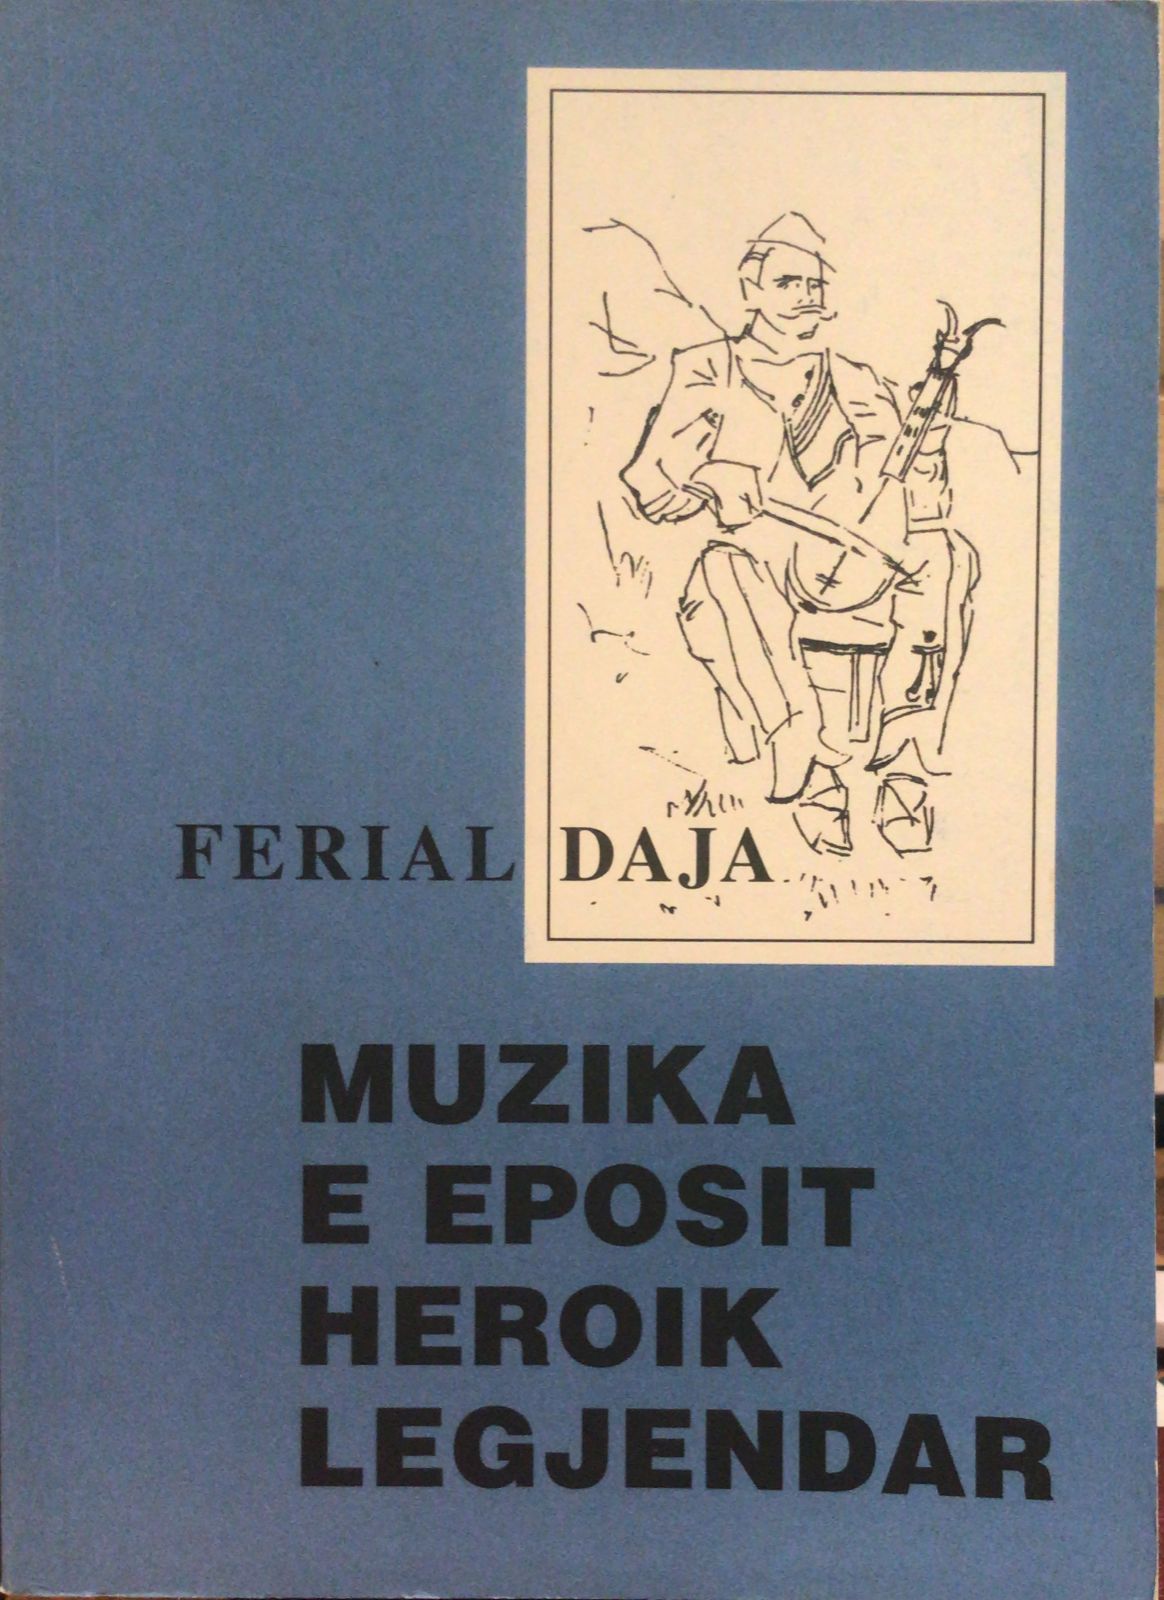 FERIAL DAJA
MUZIKA
E EPOSIT
HEROIK
LEGJENDAR